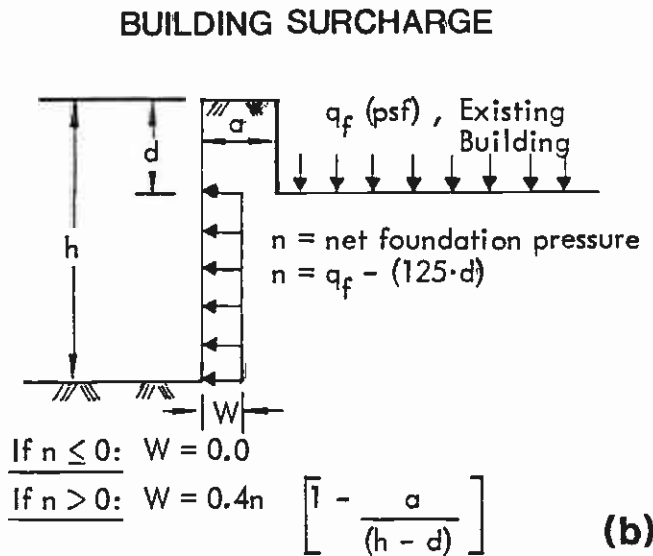 BUILDING SURCHARGE
a
q_f (psf) , Existing
Building
d
h
n = net foundation pressure
n = q_f − (125·d)
W
If n ≤ 0: W = 0.0
If n > 0: W = 0.4n [1 - a / (h - d)]
(b)